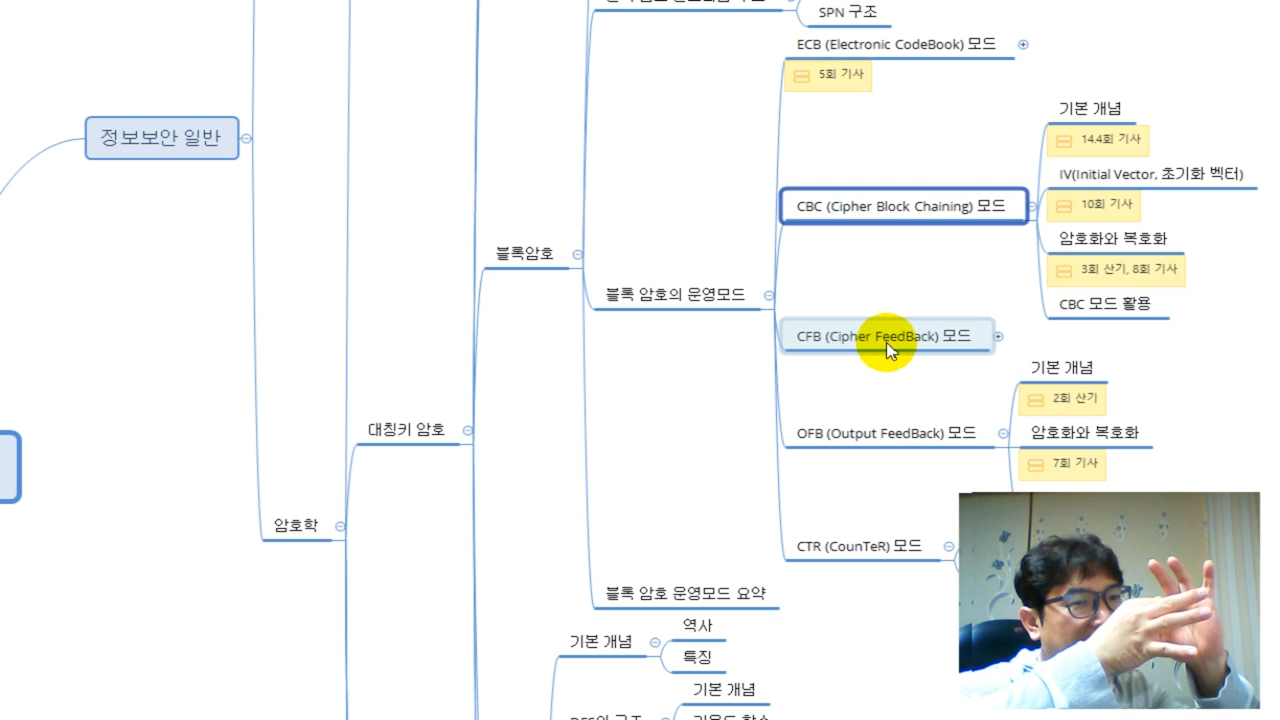 SPN 구조
ECB (Electronic CodeBook) 모드
5회 기사
기본 개념
14.4회 기사
정보보안 일반
IV(Initial Vector, 초기화 벡터)
CBC (Cipher Block Chaining) 모드
10회 기사
암호화와 복호화
블록암호
3회 산기, 8회 기사
블록 암호의 운영모드
CBC 모드 활용
CFB (Cipher FeedBack) 모드
기본 개념
2회 산기
대칭키 암호
OFB (Output FeedBack) 모드
암호화와 복호화
7회 기사
암호학
CTR (CounTeR) 모드
블록 암호 운영모드 요약
역사
기본 개념
특징
기본 개념